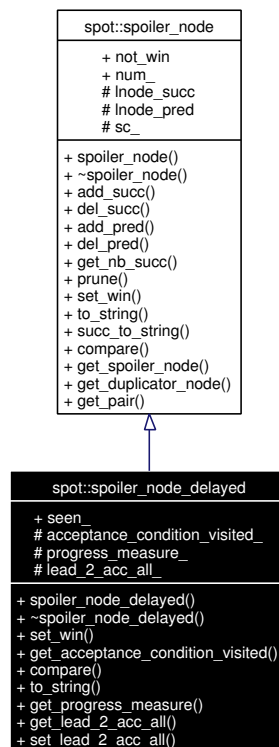 spot::spoiler_node
+ not_win
+ num_
# lnode_succ
# lnode_pred
# sc_
+ spoiler_node()
+ ~spoiler_node()
+ add_succ()
+ del_succ()
+ add_pred()
+ del_pred()
+ get_nb_succ()
+ prune()
+ set_win()
+ to_string()
+ succ_to_string()
+ compare()
+ get_spoiler_node()
+ get_duplicator_node()
+ get_pair()
spot::spoiler_node_delayed
+ seen_
# acceptance_condition_visited_
# progress_measure_
# lead_2_acc_all_
+ spoiler_node_delayed()
+ ~spoiler_node_delayed()
+ set_win()
+ get_acceptance_condition_visited()
+ compare()
+ to_string()
+ get_progress_measure()
+ get_lead_2_acc_all()
+ set_lead_2_acc_all()